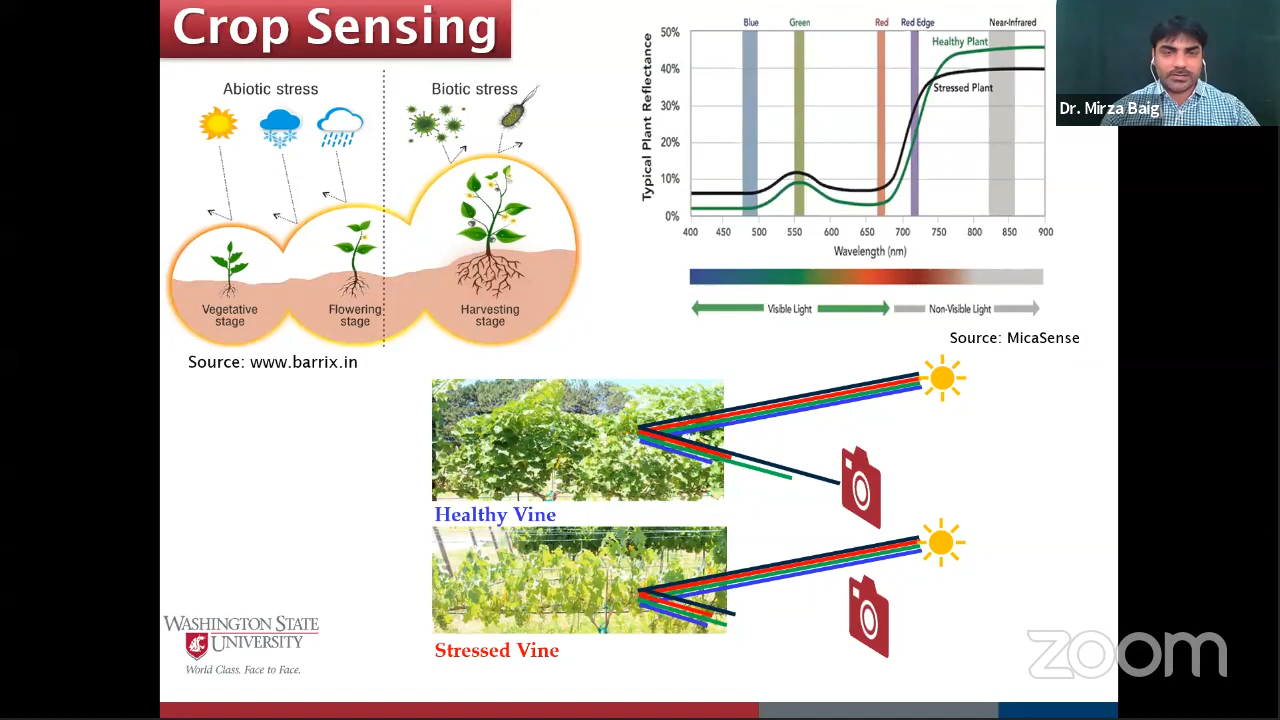 Crop Sensing
Abiotic stress
Biotic stress
Vegetative
stage
Flowering
stage
Harvesting
stage
Source: www.barrix.in
Blue
Green
Red
Red Edge
Near-Infrared
Typical Plant Reflectance
50%
40%
30%
20%
10%
0%
Healthy Plant
Stressed Plant
400 450 500 550 600 650 700 750 800 850 900
Wavelength (nm)
Visible Light
Non-Visible Light
Source: MicaSense
Dr. Mirza Baig
Healthy Vine
Stressed Vine
WASHINGTON STATE
UNIVERSITY
World Class. Face to Face.
zoom